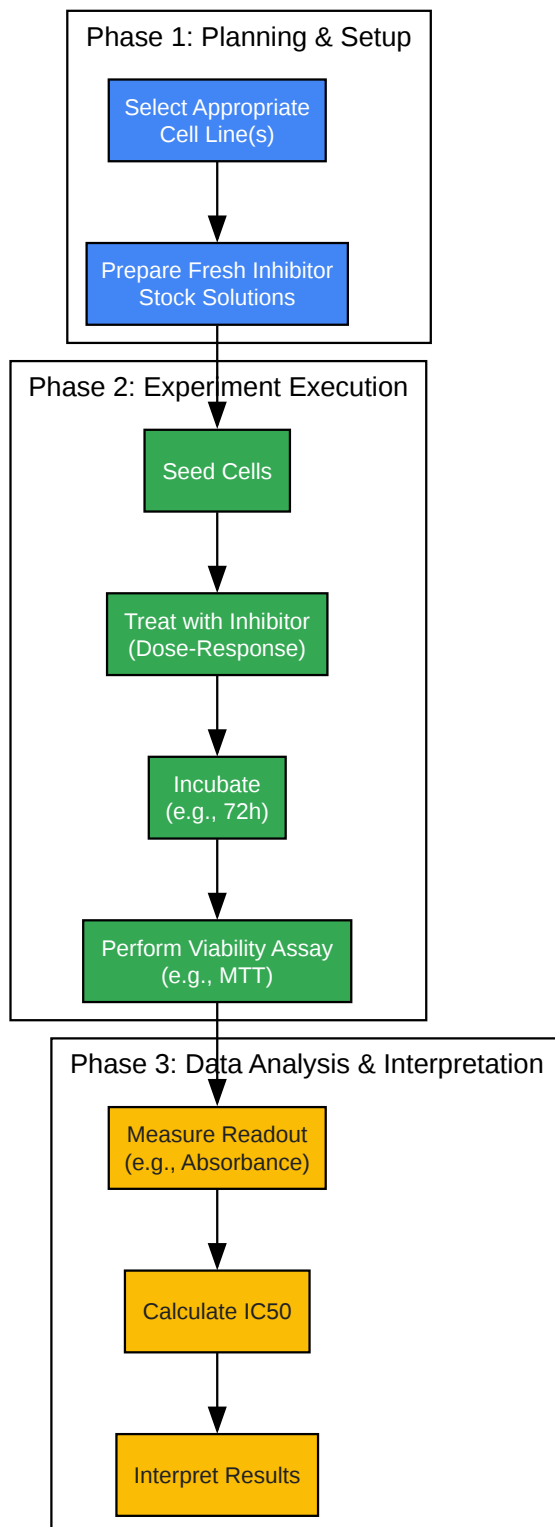 Phase 1: Planning & Setup
Select Appropriate
Cell Line(s)
Prepare Fresh Inhibitor
Stock Solutions
Phase 2: Experiment Execution
Seed Cells
Treat with Inhibitor
(Dose-Response)
Incubate
(e.g., 72h)
Perform Viability Assay
(e.g., MTT)
Phase 3: Data Analysis & Interpretation
Measure Readout
(e.g., Absorbance)
Calculate IC50
Interpret Results